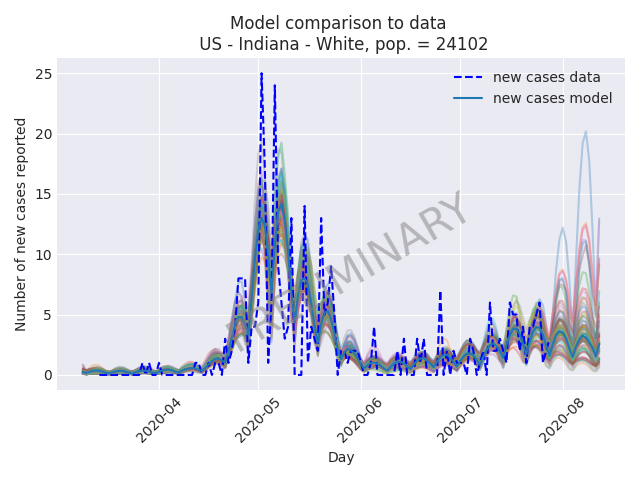 Model comparison to data
US - Indiana - White, pop. = 24102
Number of new cases reported
25
20
15
10
5
0
new cases data
new cases model
PRELIMINARY
2020-04
2020-05
2020-06
2020-07
2020-08
Day